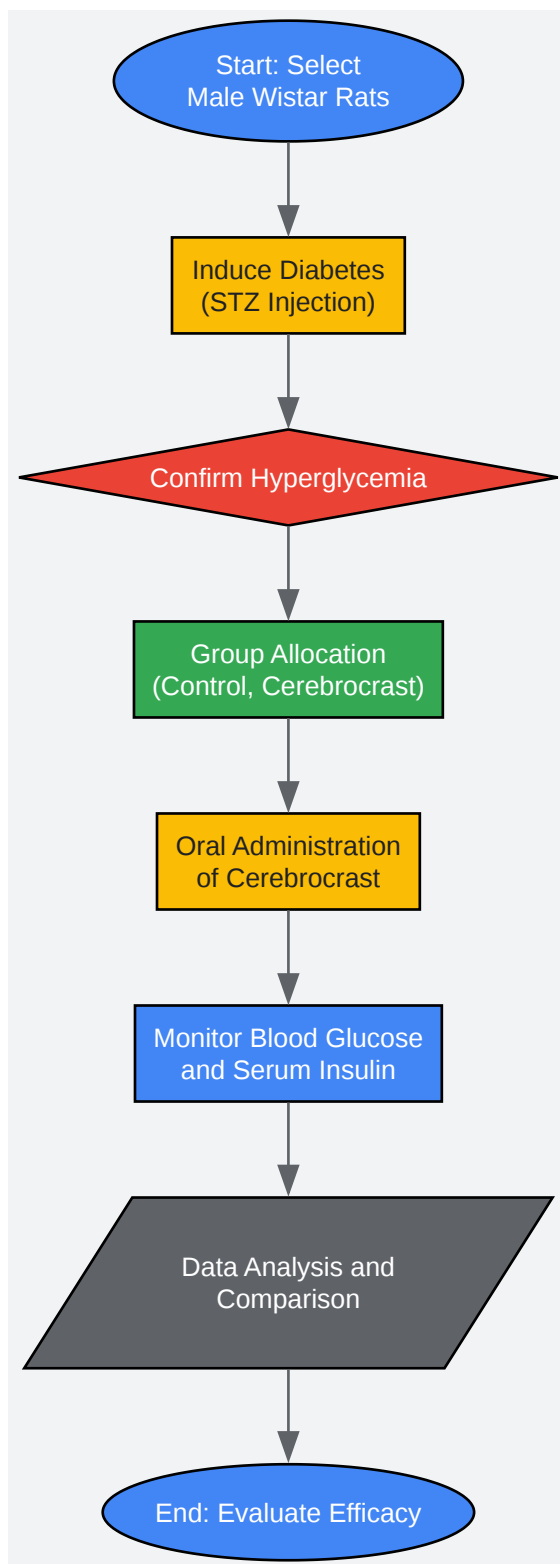 Start: Select
Male Wistar Rats
Induce Diabetes
(STZ Injection)
Confirm Hyperglycemia
Group Allocation
(Control, Cerebrocrast)
Oral Administration
of Cerebrocrast
Monitor Blood Glucose
and Serum Insulin
Data Analysis and
Comparison
End: Evaluate Efficacy